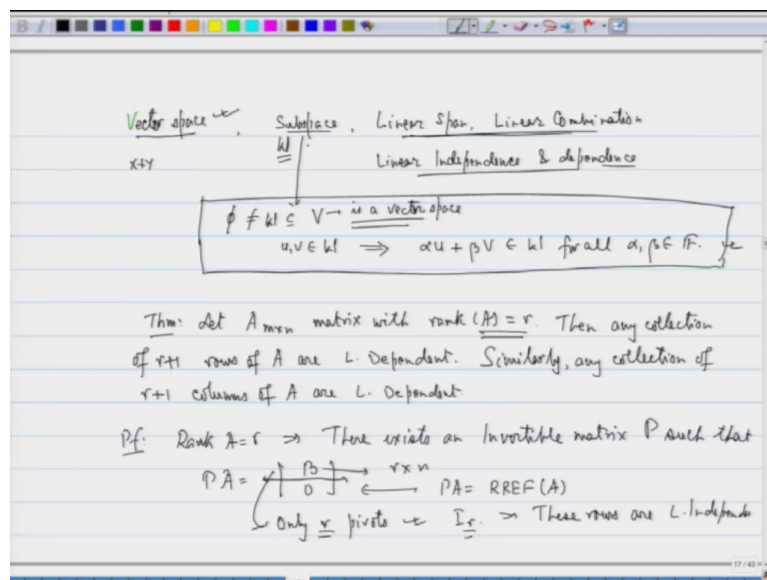 B I
Vector space, Subspace, Linear Span, Linear Combination
x+y W Linear Independence & dependence
ϕ ≠ W ⊆ V → is a vector space
u,v ∈ W ⇒ αu + βv ∈ W for all α, β ∈ F.
Thm: Let A m×n matrix with rank (A) = r. Then any collection
of r+1 rows of A are L. Dependent. Similarly, any collection of
r+1 columns of A are L. Dependent
Pf: Rank A = r ⇒ There exists an Invertible matrix P such that
PA = [B 0] → r×n ← PA = RREF(A)
Only r pivots Ir. ⇒ These rows are L. Independe
17 / 43